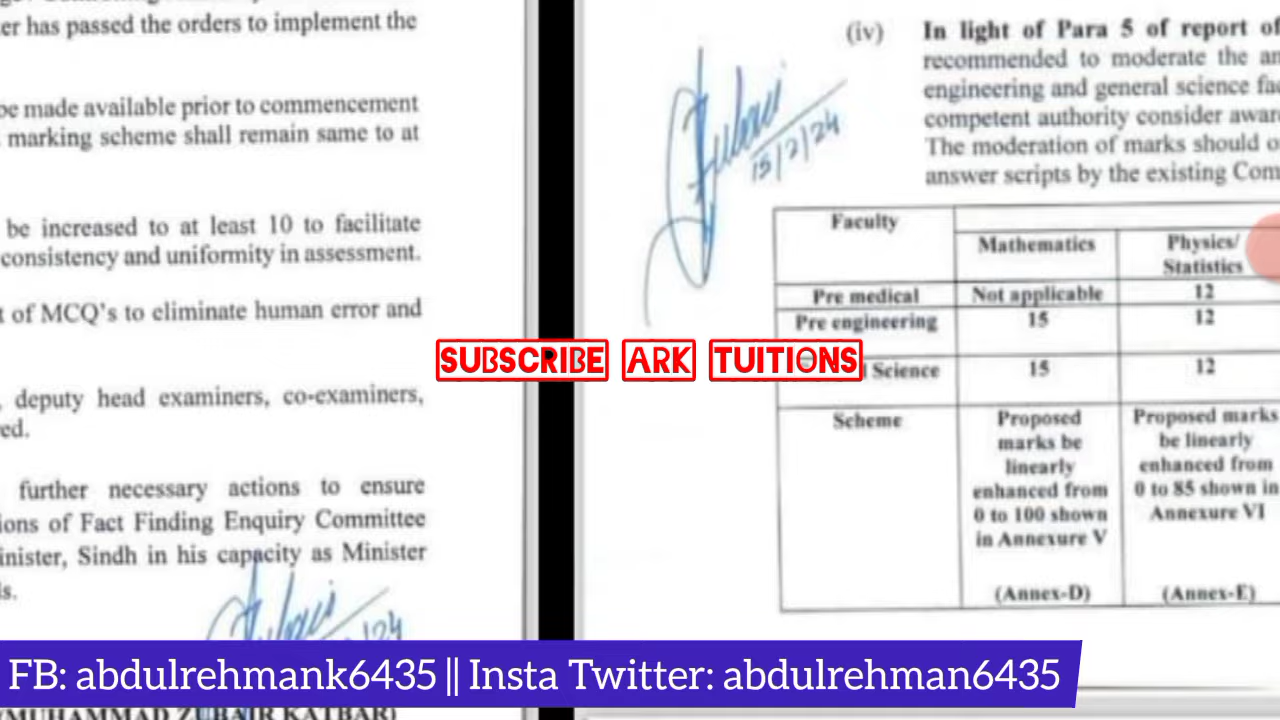 er has passed the orders to implement the
be made available prior to commencement
marking scheme shall remain same to at
be increased to at least 10 to facilitate
consistency and uniformity in assessment.
t of MCQ's to eliminate human error and
, deputy head examiners, co-examiners,
ed.
further necessary actions to ensure
ions of Fact Finding Enquiry Committee
inister, Sindh in his capacity as Minister
s.
(MUHAMMAD ZUBAIR KATBAR)
15/2/24
(iv) In light of Para 5 of report of
recommended to moderate the an
engineering and general science fac
competent authority consider awar
The moderation of marks should o
answer scripts by the existing Com
Faculty
Mathematics
Physics/
Statistics
Pre medical Not applicable 12
Pre engineering 15 12
Science 15 12
Scheme
Proposed
marks be
linearly
enhanced from
0 to 100 shown
in Annexure V
(Annex-D)
Proposed marks
be linearly
enhanced from
0 to 85 shown in
Annexure VI
(Annex-E)
SUBSCRIBE ARK TUITIONS
FB: abdulrehmank6435 || Insta Twitter: abdulrehman6435